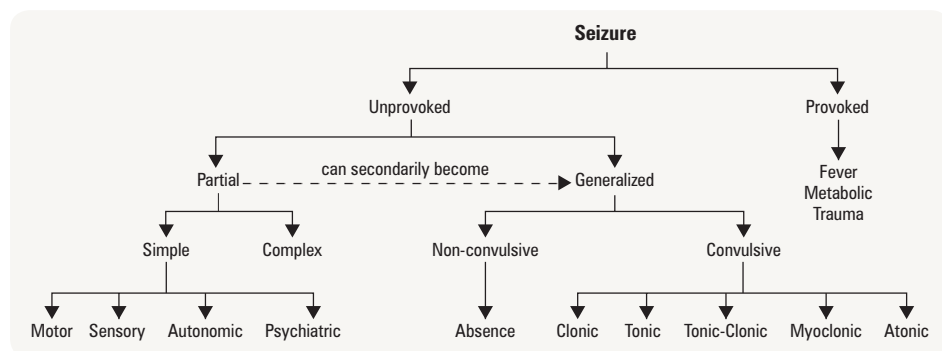 Seizure
Unprovoked
Provoked
can secondarily become
Partial
Generalized
Fever
Metabolic
Trauma
Simple
Complex
Non-convulsive
Convulsive
Motor
Sensory
Autonomic
Psychiatric
Absence
Clonic
Tonic
Tonic-Clonic
Myoclonic
Atonic